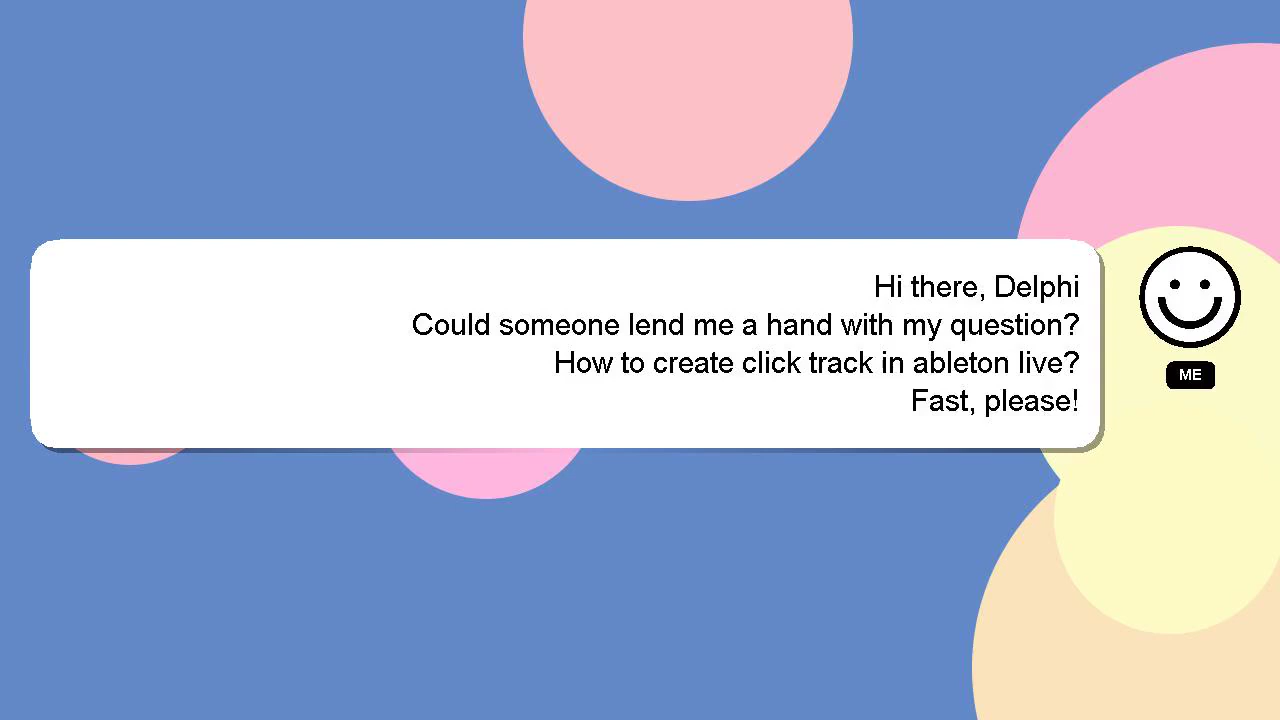 Hi there, Delphi
Could someone lend me a hand with my question?
How to create click track in ableton live?
Fast, please!
ME